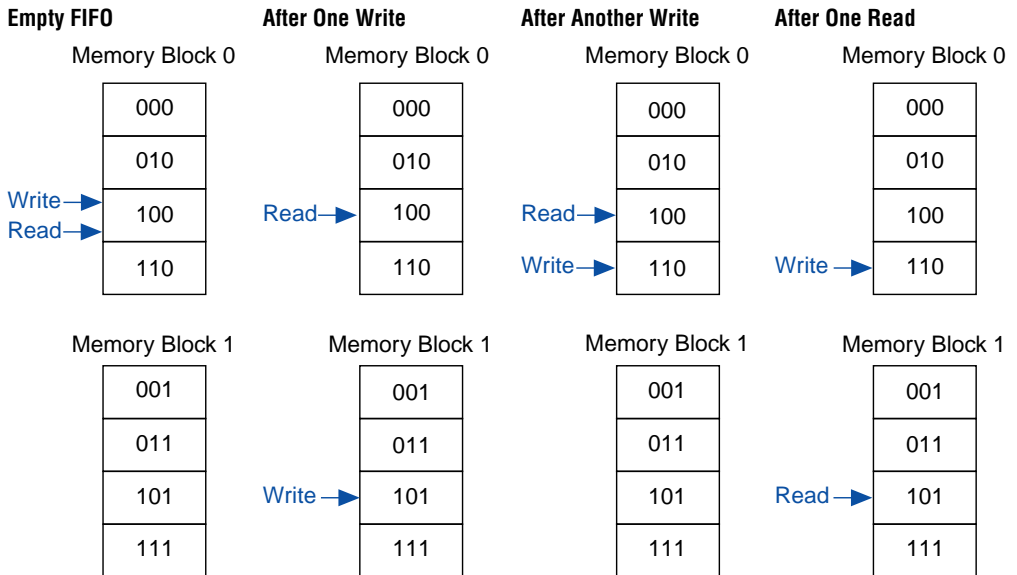 Empty FIFO
After One Write
After Another Write
After One Read
Memory Block 0
Memory Block 0
Memory Block 0
Memory Block 0
000
000
000
000
010
010
010
010
Write
Read
100
Read
100
Read
100
100
110
110
Write
110
Write
110
Memory Block 1
Memory Block 1
Memory Block 1
Memory Block 1
001
001
001
001
011
011
011
011
101
Write
101
101
Read
101
111
111
111
111